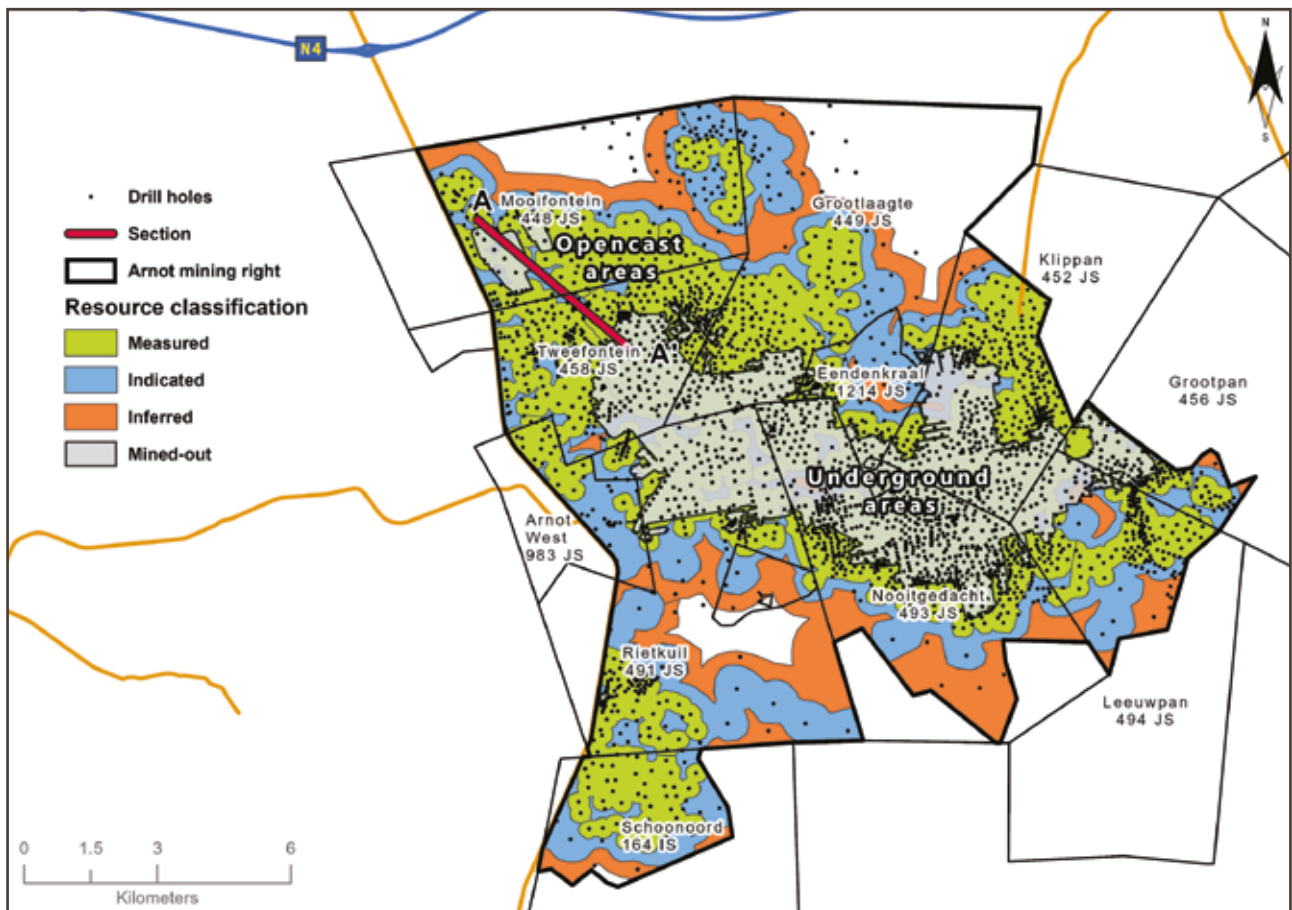 N4
N
S
Drill holes
Section
Arnot mining right
Resource classification
Measured
Indicated
Inferred
Mined-out
A
Mooifontein
448 JS
Opencast
areas
Grootlaagte
449 JS
Klippan
452 JS
Tweefontein
458 JS
A'
Eendenkraal
1214 JS
Grootpan
456 JS
Underground
areas
Arnot
West
983 JS
Nooitgedacht
493 JS
Rietkuil
491 JS
Leeuwpan
494 JS
Schoonoord
164 IS
0 1.5 3 6
Kilometers